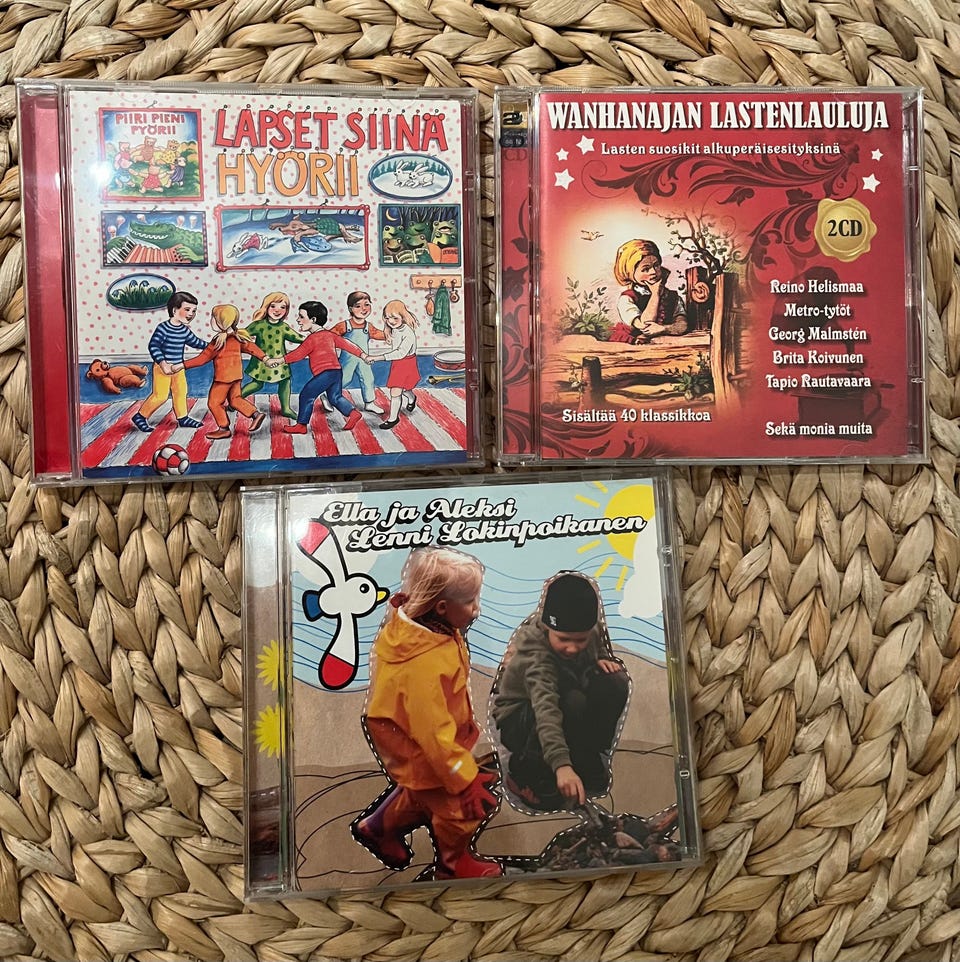 PIIRI PIENI
PYÖRII
LAPSET SIINÄ
HYÖRII
WANHANAJAN LASTENLAULUJA
Lasten suosikit alkuperäisesityksinä
2CD
Reino Helismaa
Metro-tytöt
Georg Malmstén
Brita Koivunen
Tapio Rautavaara
Sisältää 40 klassikkoa
Sekä monia muita
CD
Ella ja Aleksi
Lenni Lokinpoikanen